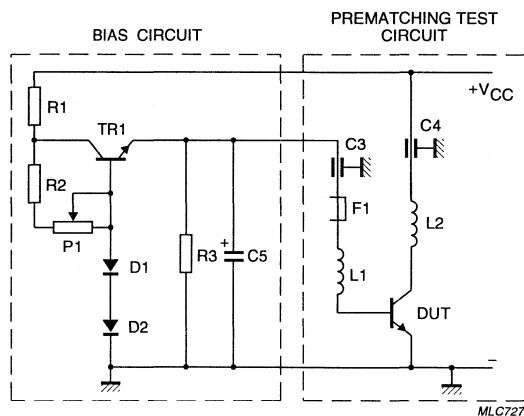 PREMATCHING TEST
CIRCUIT
BIAS CIRCUIT
+VCC
R1
TR1
C3
C4
R2
F1
P1
L2
D1
R3
+
C5
L1
D2
DUT
–
MLC727